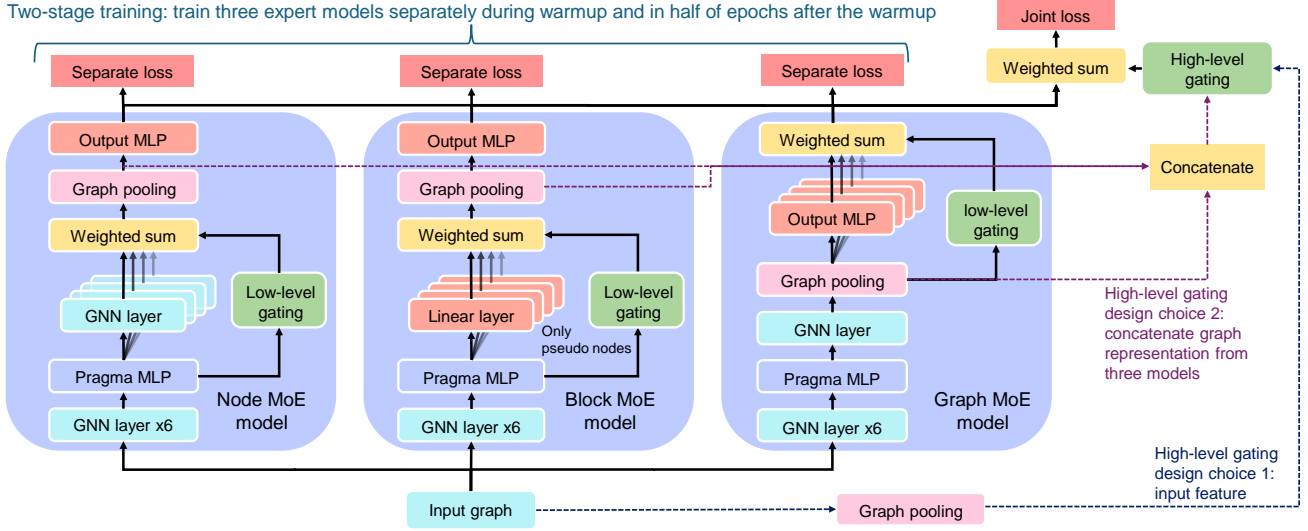 Two-stage training: train three expert models separately during warmup and in half of epochs after the warmup
Joint loss
Separate loss
Separate loss
Separate loss
Weighted sum
High-level
gating
Output MLP
Graph pooling
Weighted sum
GNN layer
Low-level
gating
Pragma MLP
GNN layer x6
Node MoE
model
Output MLP
Graph pooling
Weighted sum
Linear layer
Low-level
gating
Only
pseudo nodes
Pragma MLP
GNN layer x6
Block MoE
model
Weighted sum
Output MLP
low-level
gating
Graph pooling
GNN layer
Pragma MLP
GNN layer x6
Graph MoE
model
Concatenate
High-level gating
design choice 2:
concatenate graph
representation from
three models
High-level gating
design choice 1:
input feature
Input graph
Graph pooling